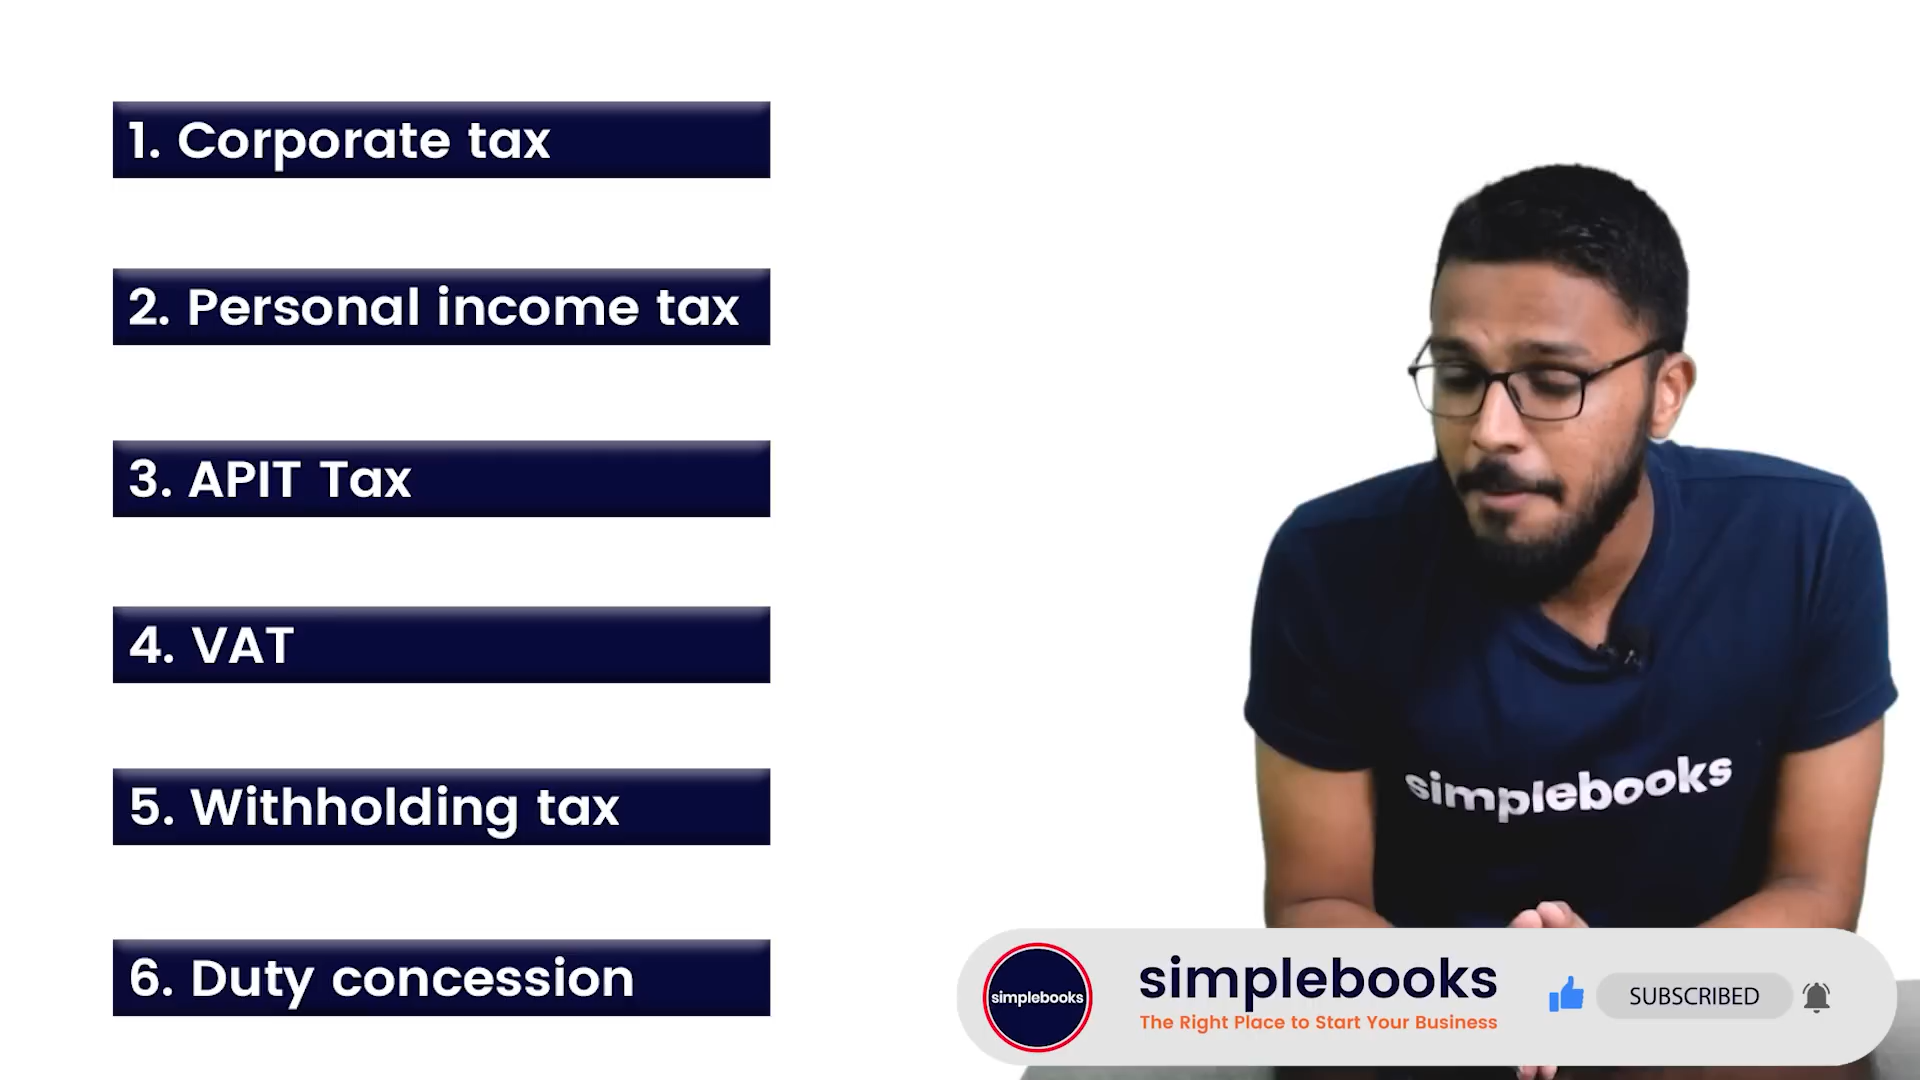 1. Corporate tax
2. Personal income tax
3. APIT Tax
4. VAT
5. Withholding tax
6. Duty concession
simplebooks
simplebooks
simplebooks
The Right Place to Start Your Business
SUBSCRIBED